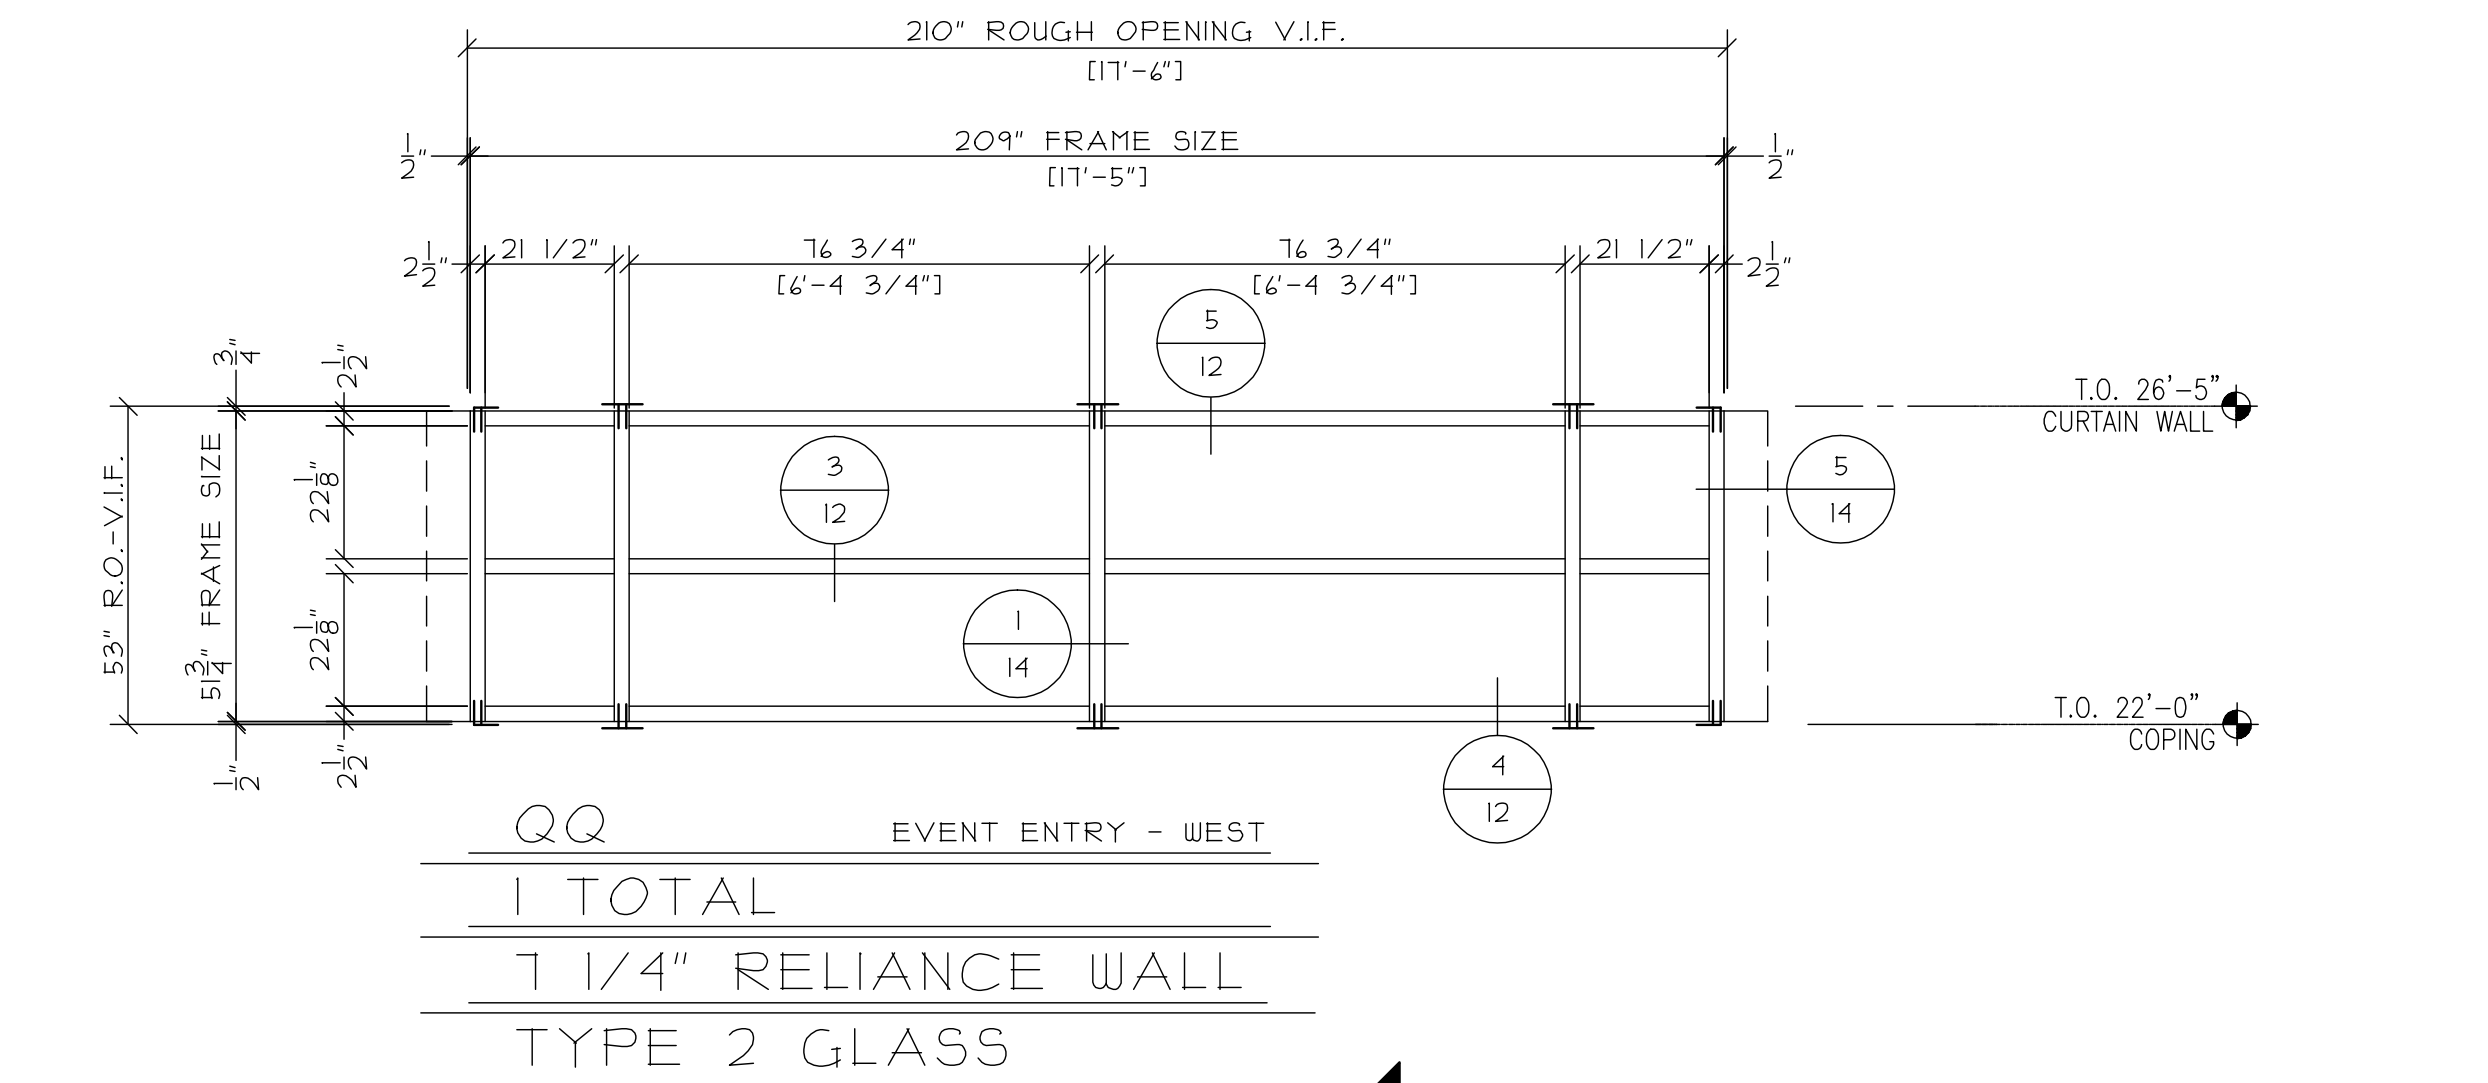 210" ROUGH OPENING V.I.F.
[17'-6"]
1/2"
209" FRAME SIZE
[17'-5"]
1/2"
2 1/2"
21 1/2"
76 3/4"
[6'-4 3/4"]
76 3/4"
[6'-4 3/4"]
21 1/2"
2 1/2"
5
12
3/4"
2 1/2"
T.O. 26'-5"
CURTAIN WALL
3
12
5
14
53" R.O.-V.I.F.
51 3/4" FRAME SIZE
22 1/8"
22 1/8"
1
14
T.O. 22'-0"
COPING
1/2"
2 1/2"
4
12
QQ
EVENT ENTRY - WEST
1 TOTAL
7 1/4" RELIANCE WALL
TYPE 2 GLASS